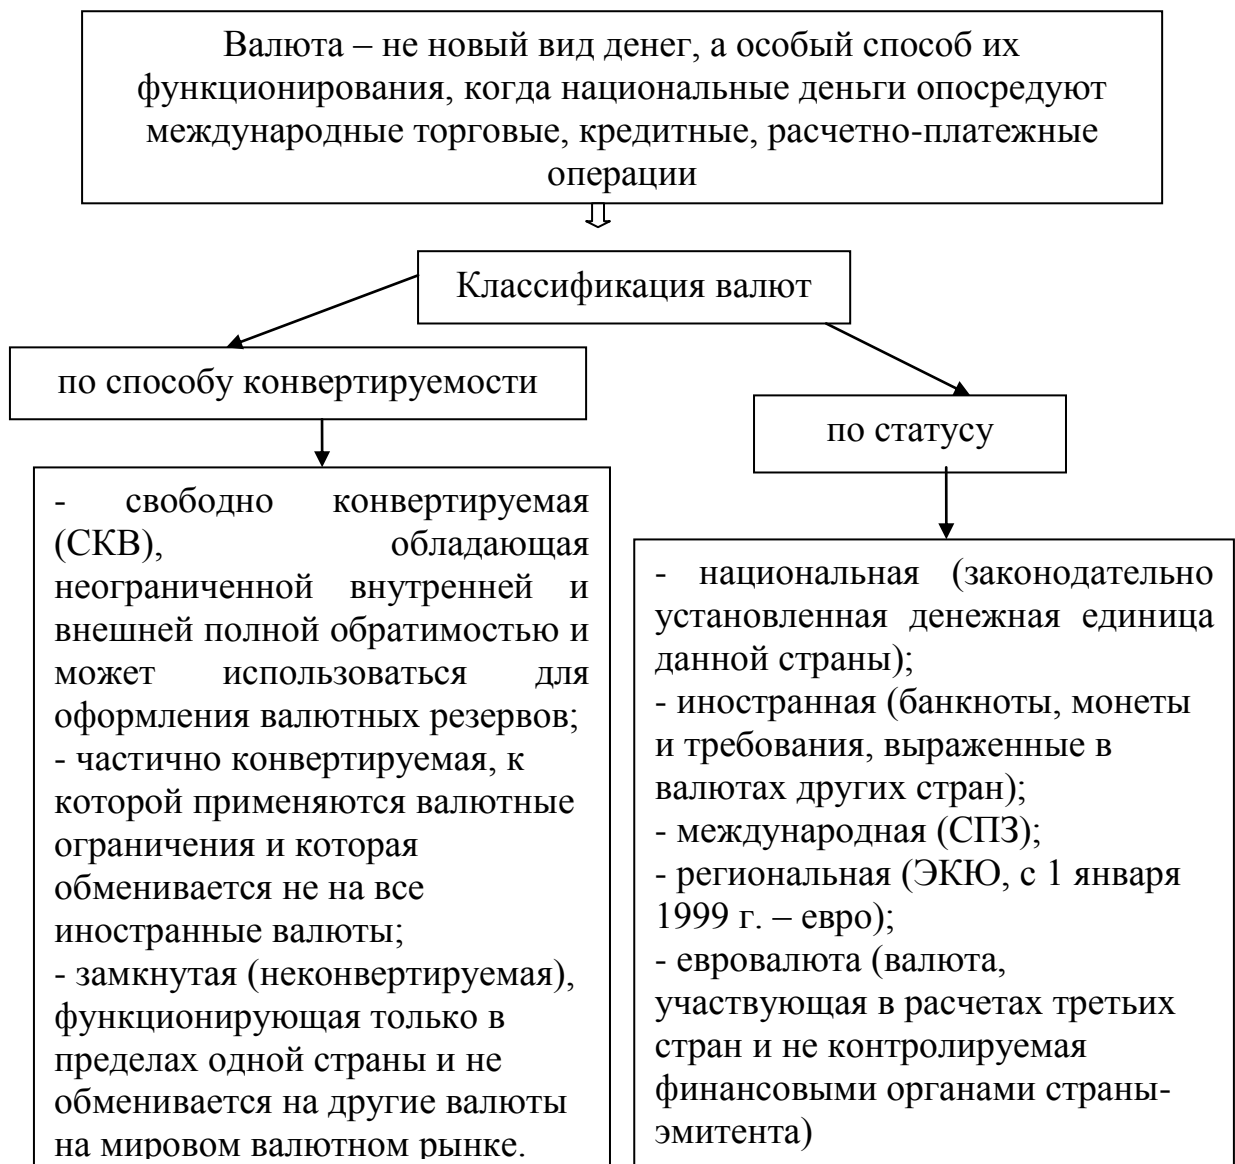 Валюта – не новый вид денег, а особый способ их
функционирования, когда национальные деньги опосредуют
международные торговые, кредитные, расчетно-платежные
операции
Классификация валют
по способу конвертируемости
- свободно конвертируемая
(СКВ), обладающая
неограниченной внутренней и
внешней полной обратимостью и
может использоваться для
оформления валютных резервов;
- частично конвертируемая, к
которой применяются валютные
ограничения и которая
обменивается не на все
иностранные валюты;
- замкнутая (неконвертируемая),
функционирующая только в
пределах одной страны и не
обменивается на другие валюты
на мировом валютном рынке.
по статусу
- национальная (законодательно
установленная денежная единица
данной страны);
- иностранная (банкноты, монеты
и требования, выраженные в
валютах других стран);
- международная (СПЗ);
- региональная (ЭКЮ, с 1 января
1999 г. – евро);
- евровалюта (валюта,
участвующая в расчетах третьих
стран и не контролируемая
финансовыми органами страны-
эмитента)